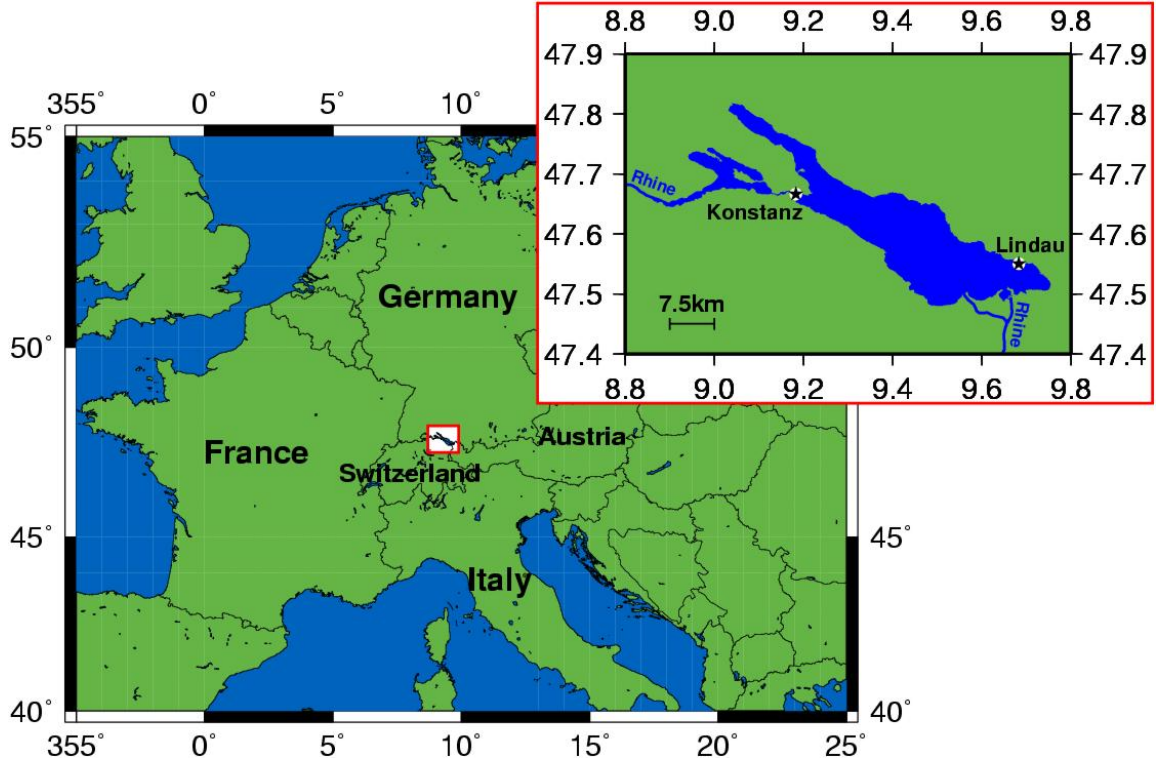 8.8 9.0 9.2 9.4 9.6 9.8
47.9 47.9
47.8 47.8
47.7 47.7
Rhine
Konstanz
47.6 47.6
Lindau
47.5 47.5
7.5km
Rhine
47.4 47.4
8.8 9.0 9.2 9.4 9.6 9.8
355° 0° 5° 10°
55°
Germany
50°
France
Austria
Switzerland
45° 45°
Italy
40° 40°
355° 0° 5° 10° 15° 20° 25°